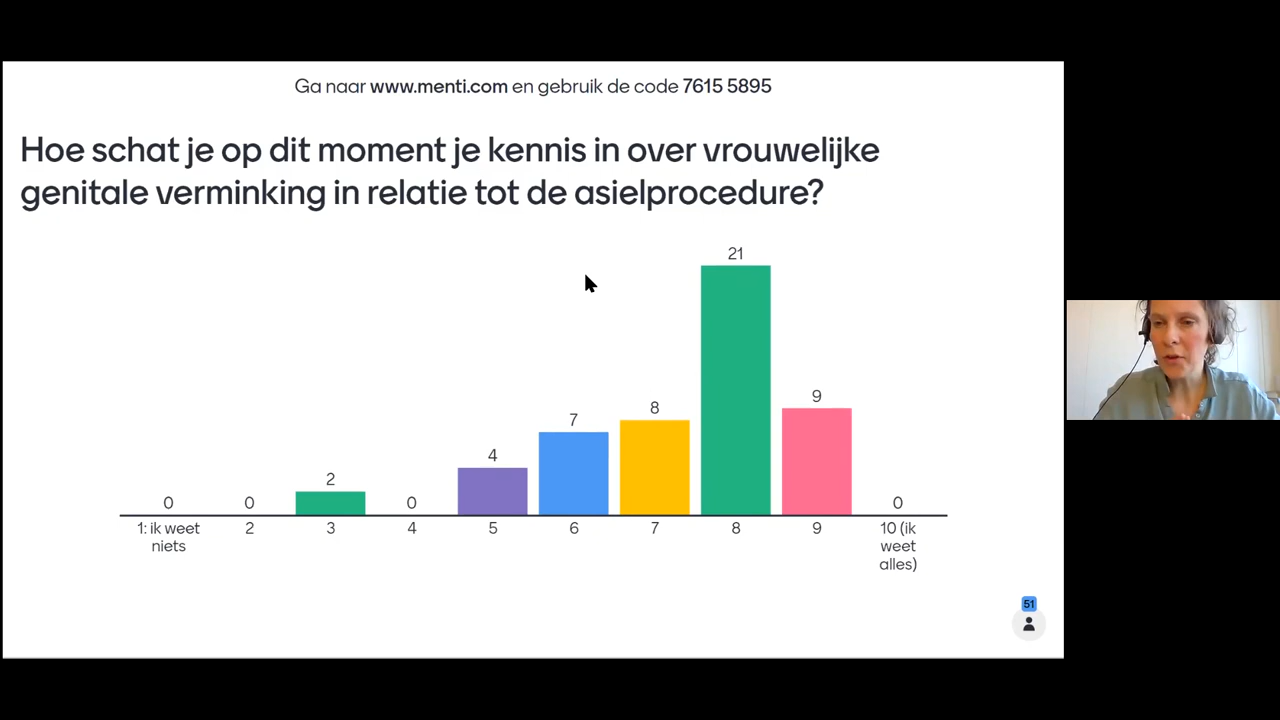 Ga naar www.menti.com en gebruik de code 7615 5895
Hoe schat je op dit moment je kennis in over vrouwelijke
genitale verminking in relatie tot de asielprocedure?
0
0
2
0
4
7
8
21
9
0
1: ik weet
niets
2
3
4
5
6
7
8
9
10 (ik
weet
alles)
51